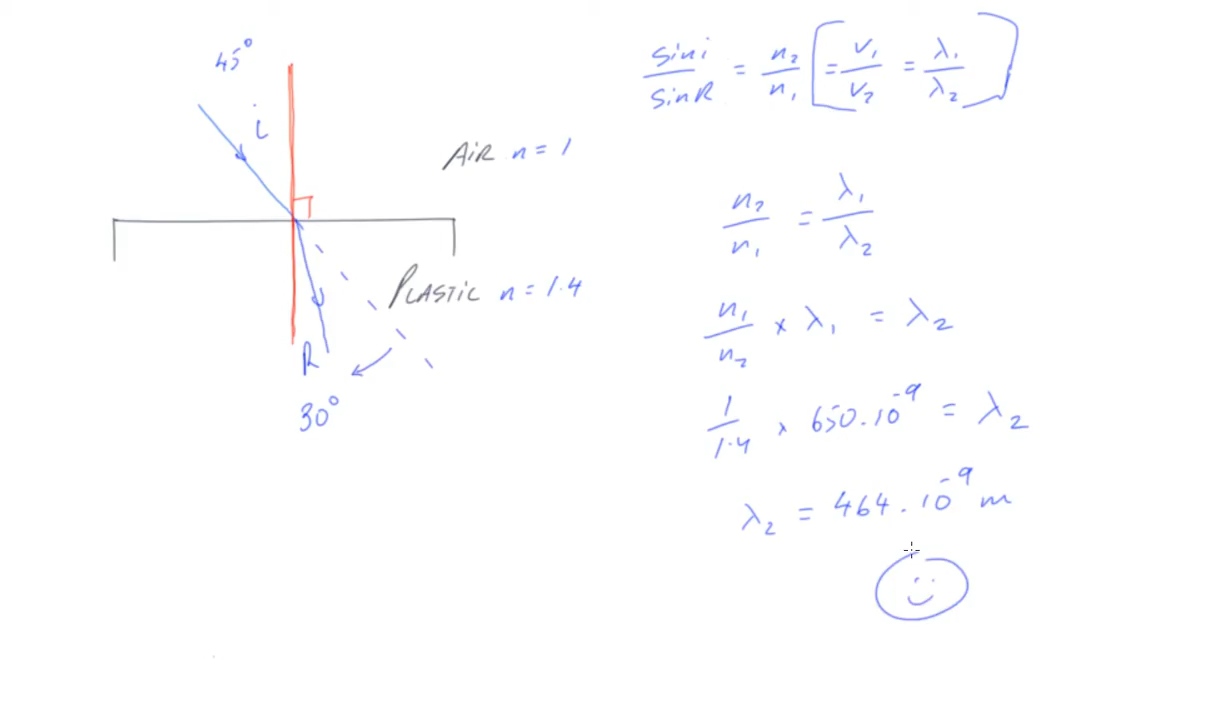 45°
i
AIR n = 1
PLASTIC n = 1.4
R
30°
sin i / sin R = n₂ / n₁ [= v₁ / v₂ = λ₁ / λ₂]
n₂ / n₁ = λ₁ / λ₂
n₁ / n₂ × λ₁ = λ₂
1 / 1.4 × 650.10⁻⁹ = λ₂
λ₂ = 464.10⁻⁹ m